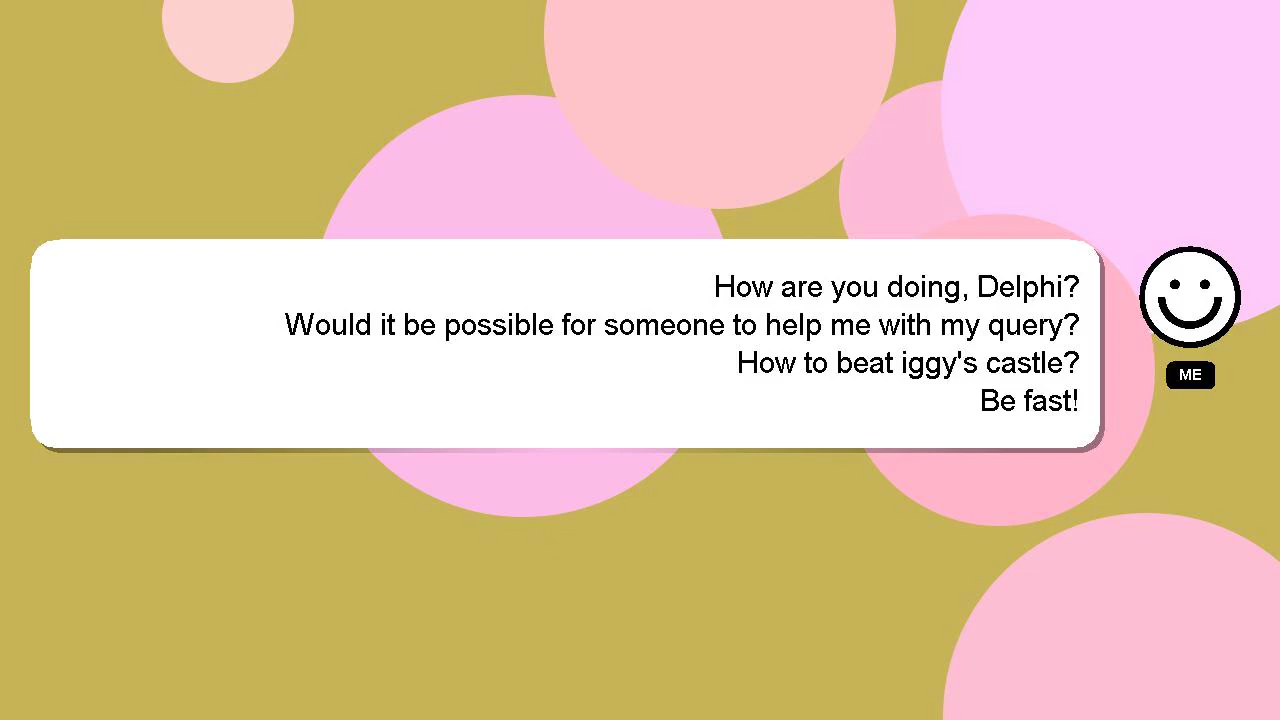 How are you doing, Delphi?
Would it be possible for someone to help me with my query?
How to beat iggy's castle?
Be fast!
ME